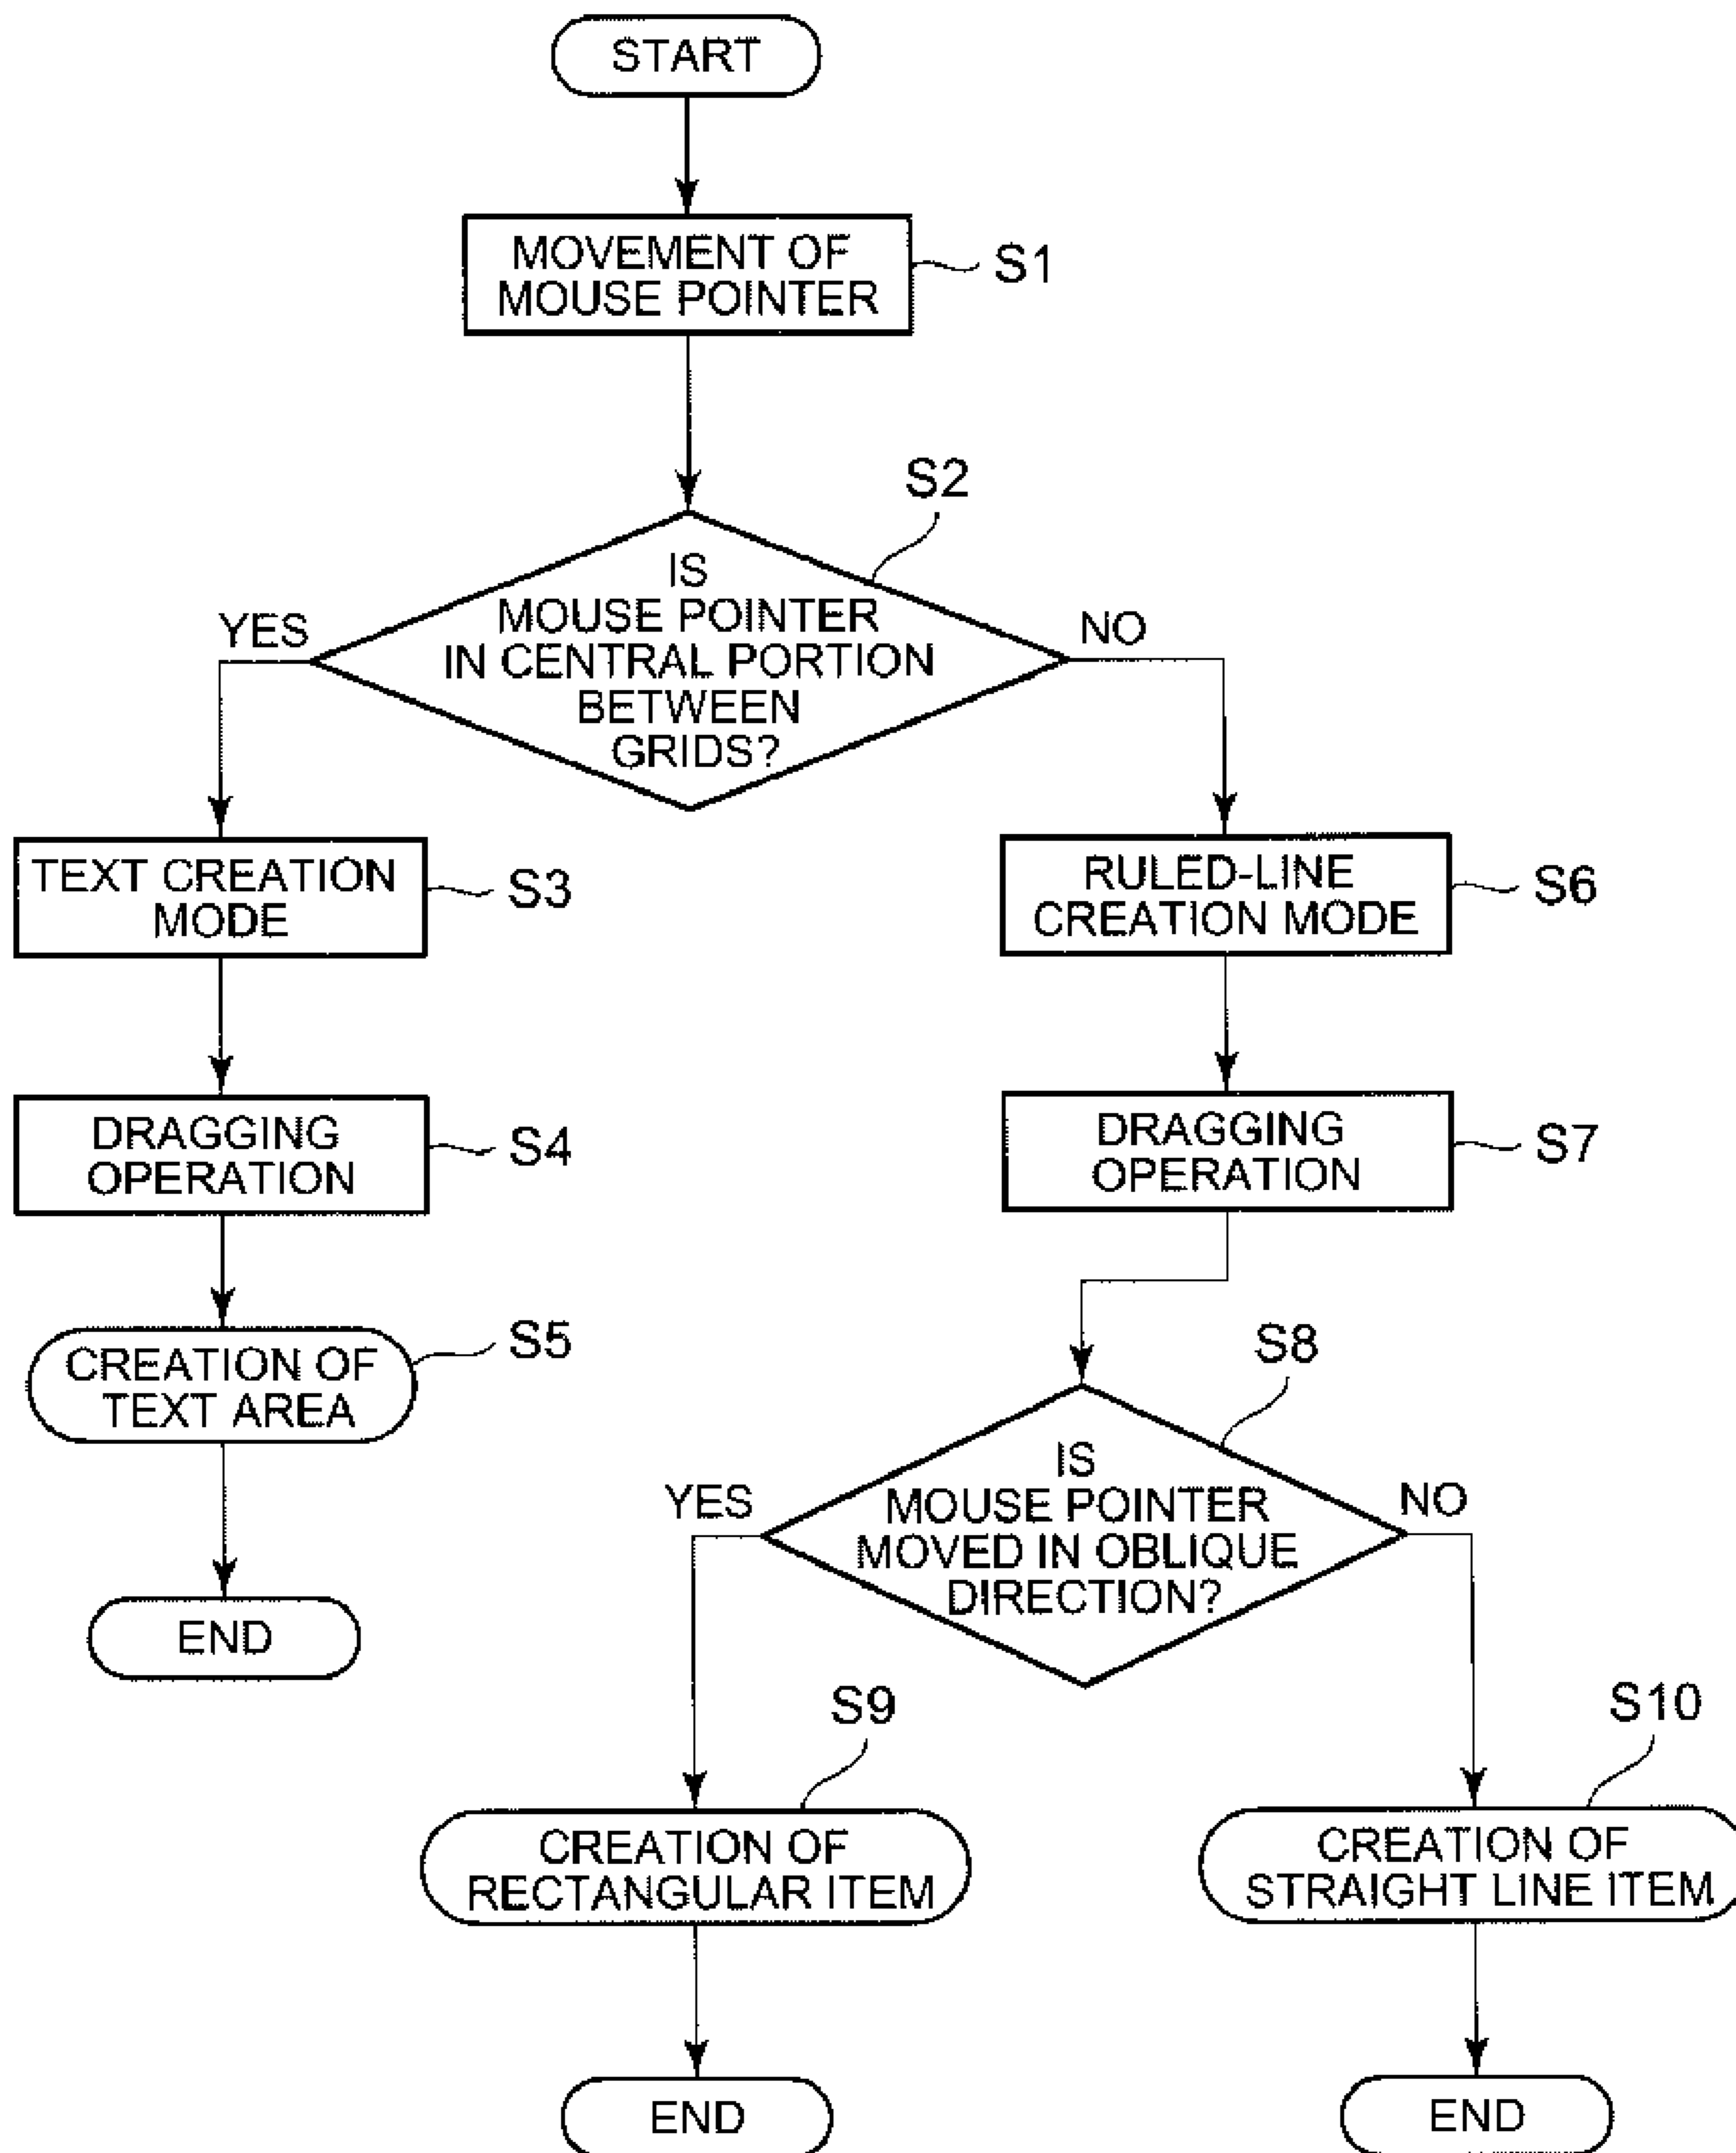 START
MOVEMENT OF
MOUSE POINTER
S1
S2
IS
MOUSE POINTER
IN CENTRAL PORTION
BETWEEN
GRIDS?
YES
NO
TEXT CREATION
MODE
S3
RULED-LINE
CREATION MODE
S6
DRAGGING
OPERATION
S4
DRAGGING
OPERATION
S7
CREATION OF
TEXT AREA
S5
S8
IS
MOUSE POINTER
MOVED IN OBLIQUE
DIRECTION?
YES
NO
END
S9
S10
CREATION OF
RECTANGULAR ITEM
CREATION OF
STRAIGHT LINE ITEM
END
END